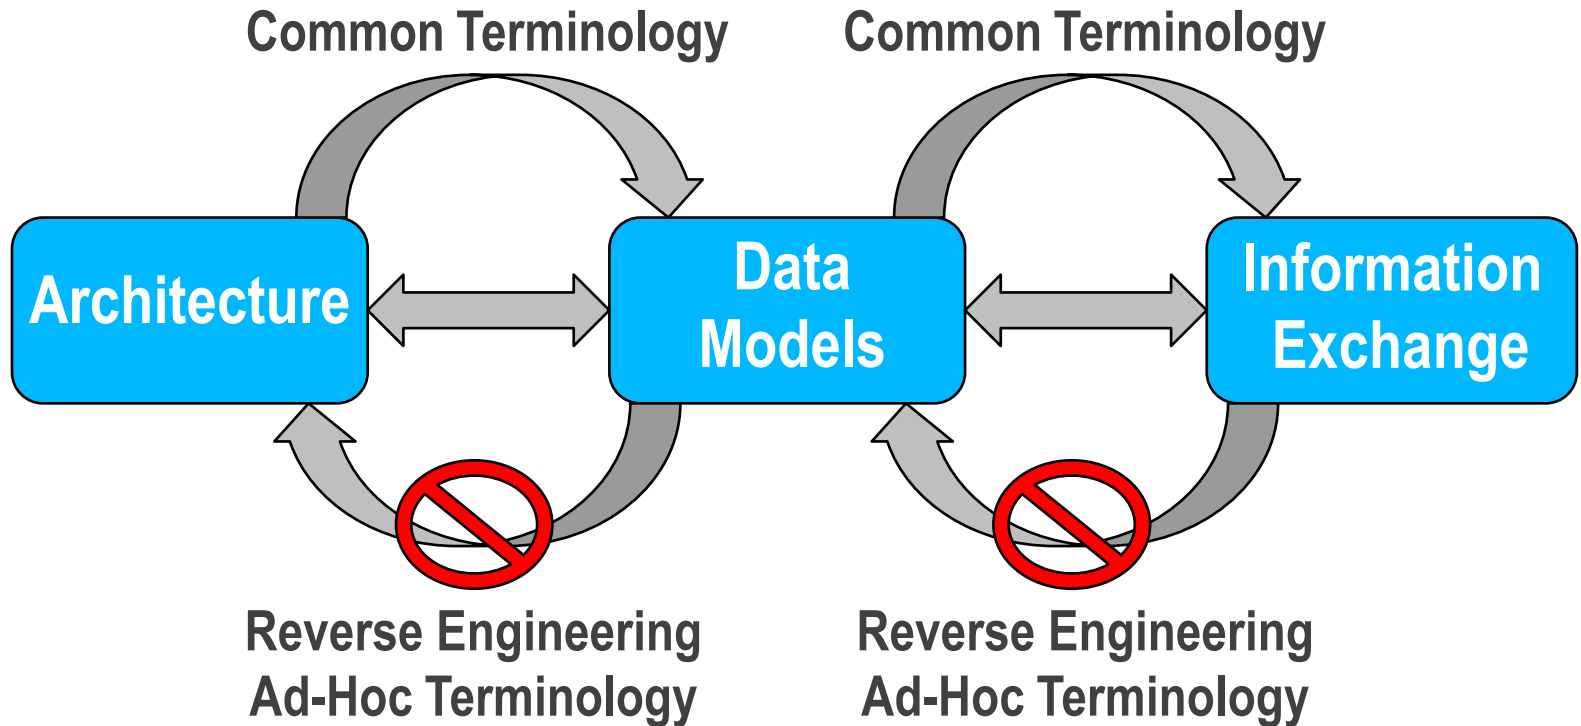 Common Terminology
Common Terminology
Architecture
Data
Models
Information
Exchange
Reverse Engineering
Ad-Hoc Terminology
Reverse Engineering
Ad-Hoc Terminology